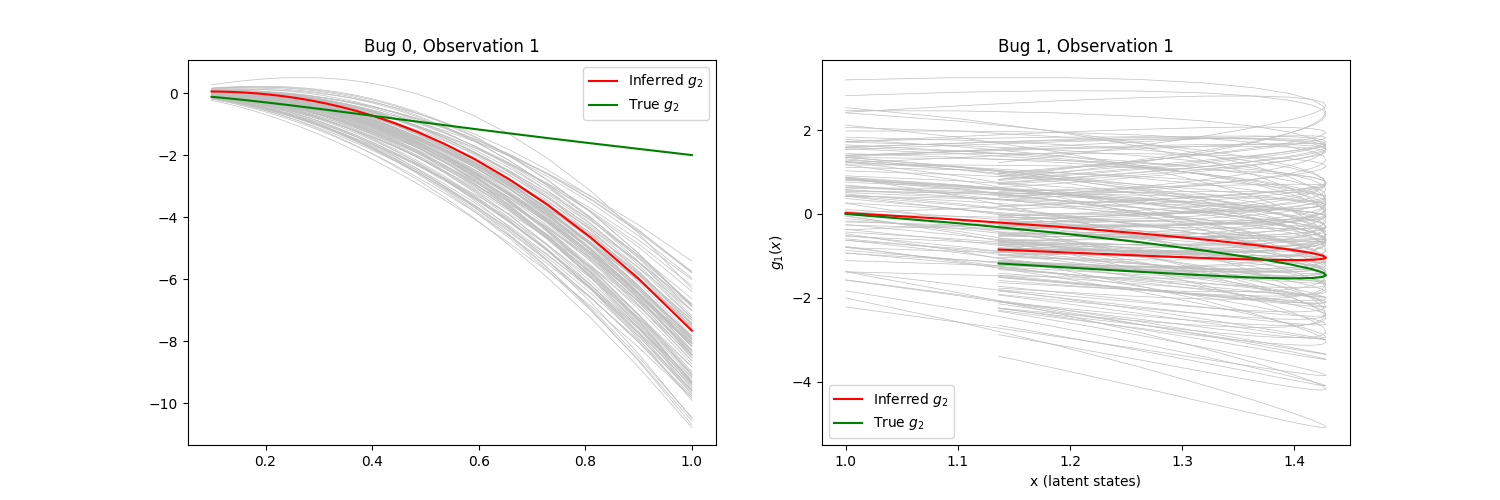 Bug 0, Observation 1
Inferred g₂
True g₂
0
−2
−4
−6
−8
−10
0.2
0.4
0.6
0.8
1.0
Bug 1, Observation 1
g₁(x)
2
0
−2
−4
Inferred g₂
True g₂
1.0
1.1
1.2
1.3
1.4
x (latent states)